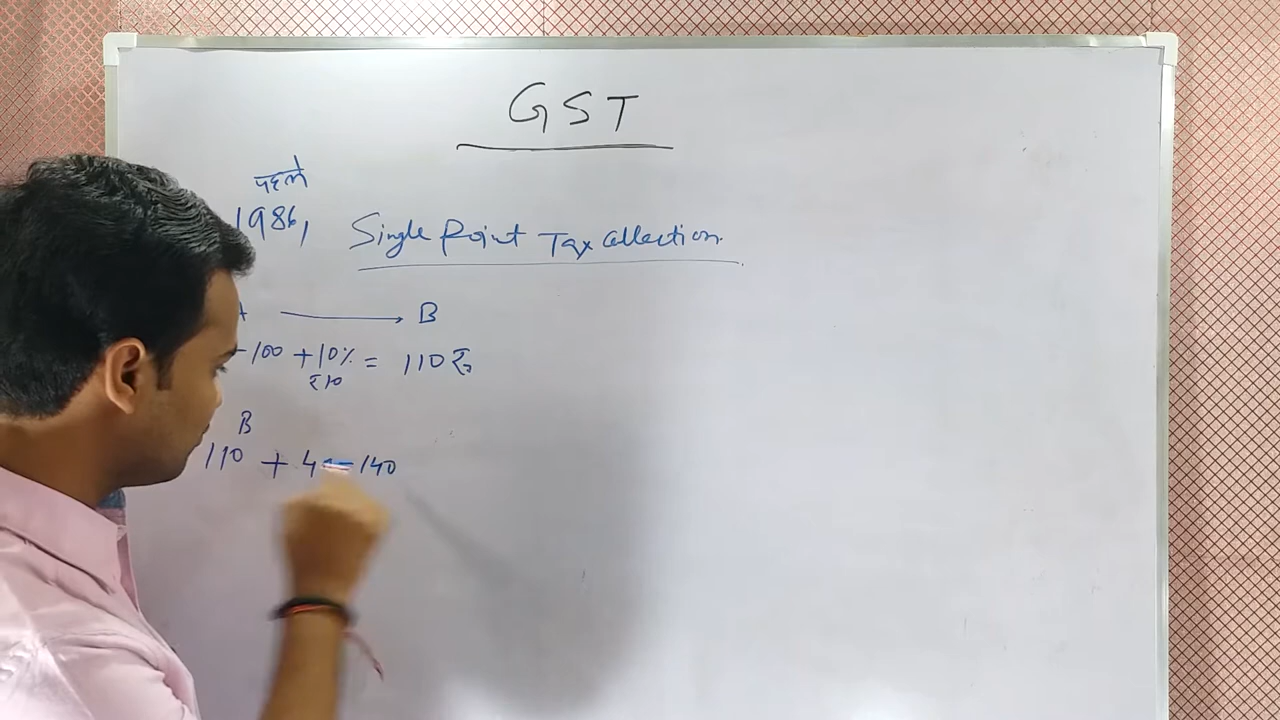 GST
पहले
1986, Single Point Tax Collection.
A → B
100 + 10% = 110 रु
₹10
B
110 + 4 = 140